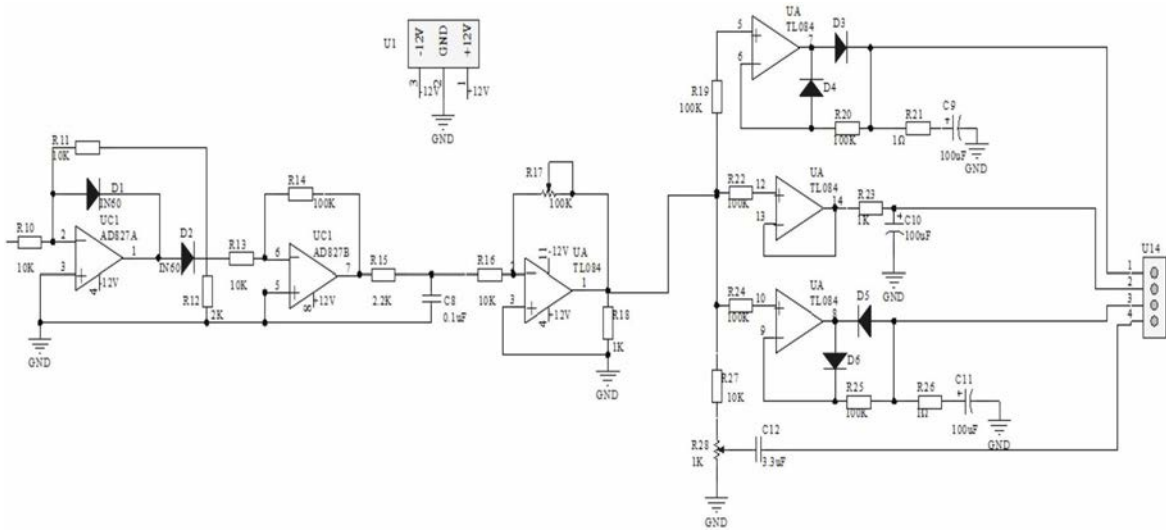 U1
-12V
GND
+12V
3
2
1
-12V
+12V
GND
R11
10K
D1
IN60
UC1
AD827A
R10
10K
2
3
1
4
-12V
D2
IN60
R12
2K
GND
R13
10K
R14
100K
UC1
AD827B
6
5
7
8
+12V
R15
2.2K
C8
0.1uF
R16
10K
R17
100K
11
-12V
UA
TL084
2
3
1
4
+12V
R18
1K
GND
R19
100K
5
6
UA
TL084
7
D3
D4
R20
100K
R21
1Ω
C9
100uF
GND
R22
100K
12
13
UA
TL084
14
R23
1K
C10
100uF
GND
R24
100K
10
9
UA
TL084
8
D5
D6
R25
100K
R26
1Ω
C11
100uF
GND
R27
10K
R28
1K
C12
3.3uF
GND
U14
1
2
3
4